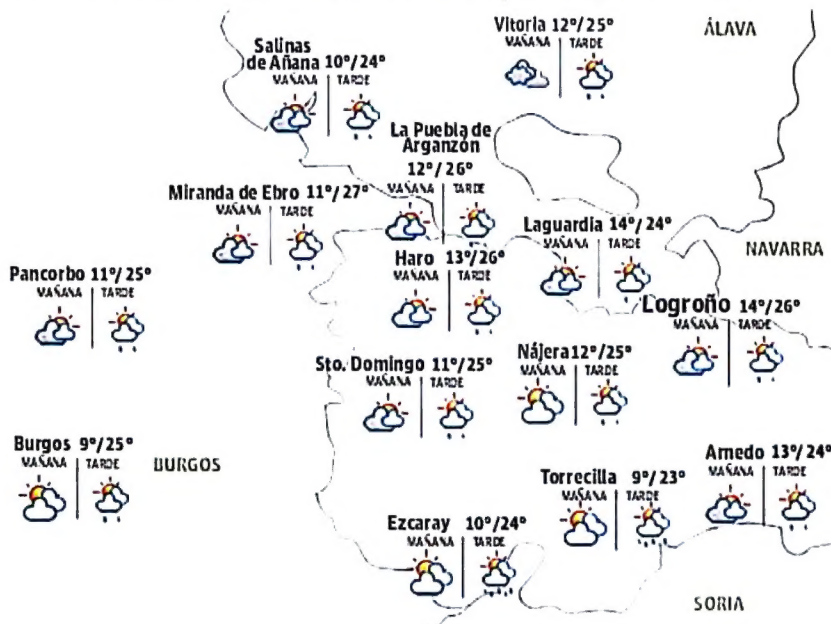 Vitoria 12°/25°
MAÑANA TARDE
ÁLAVA
Salinas
de Añana 10°/24°
MAÑANA TARDE
La Puebla de
Arganzón
12°/26°
MAÑANA TARDE
Miranda de Ebro 11°/27°
MAÑANA TARDE
Laguardia 14°/24°
MAÑANA TARDE
NAVARRA
Haro 13°/26°
MAÑANA TARDE
Pancorbo 11°/25°
MAÑANA TARDE
Logroño 14°/26°
MAÑANA TARDE
Sto. Domingo 11°/25°
MAÑANA TARDE
Nájera 12°/25°
MAÑANA TARDE
Burgos 9°/25°
MAÑANA TARDE
BURGOS
Arnedo 13°/24°
MAÑANA TARDE
Torrecilla 9°/23°
MAÑANA TARDE
Ezcaray 10°/24°
MAÑANA TARDE
SORIA